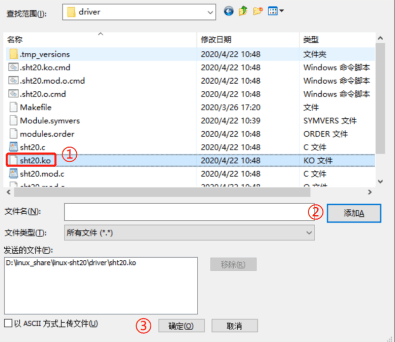 查找范围(I): driver
名称 修改日期 类型
.tmp_versions 2020/4/22 10:48 文件夹
.sht20.ko.cmd 2020/4/22 10:48 Windows 命令脚本
.sht20.mod.o.cmd 2020/4/22 10:48 Windows 命令脚本
.sht20.o.cmd 2020/4/22 10:48 Windows 命令脚本
Makefile 2020/3/26 17:20 文件
Module.symvers 2020/4/22 10:39 SYMVERS 文件
modules.order 2020/4/22 10:48 ORDER 文件
sht20.c 2020/4/22 10:48 C 文件
sht20.ko ① 2020/4/22 10:48 KO 文件
sht20.mod.c 2020/4/22 10:48 C 文件
文件名(N): ② 添加A
文件类型(T): 所有文件 (*.*)
发送的文件(F):
D:\linux_share\linux-sht20\driver\sht20.ko 移除(R)
以 ASCII 方式上传文件(U) ③ 确定(O) 取消